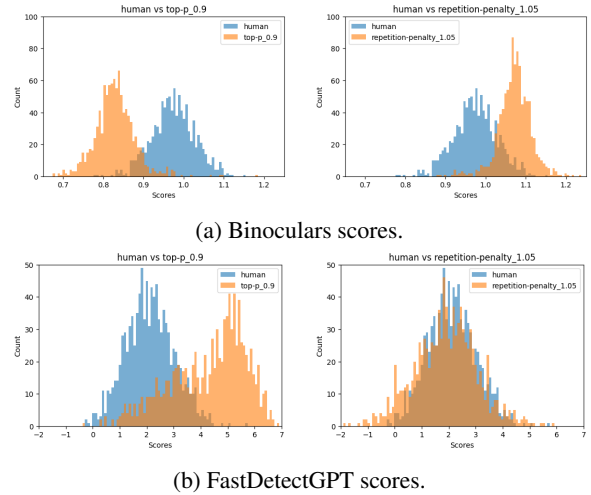 human vs top-p_0.9
human
top-p_0.9
Count
100
80
60
40
20
0
0.7 0.8 0.9 1.0 1.1 1.2
Scores
human vs repetition-penalty_1.05
human
repetition-penalty_1.05
Count
100
80
60
40
20
0
0.7 0.8 0.9 1.0 1.1 1.2
Scores
(a) Binoculars scores.
human vs top-p_0.9
human
top-p_0.9
Count
50
40
30
20
10
0
−2 −1 0 1 2 3 4 5 6 7
Scores
human vs repetition-penalty_1.05
human
repetition-penalty_1.05
Count
50
40
30
20
10
0
−2 −1 0 1 2 3 4 5 6 7
Scores
(b) FastDetectGPT scores.